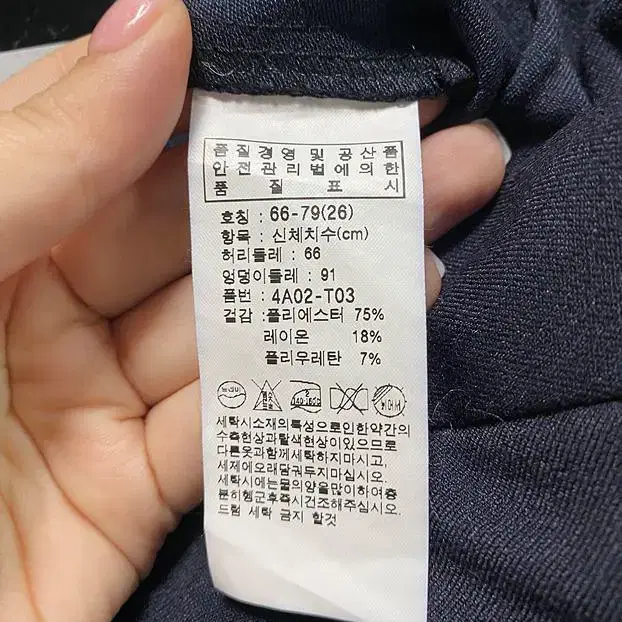 품질경영 및 공산품
안전관리법에의한
품 질 표 시
호칭 : 66-79(26)
항목 : 신체치수(cm)
허리둘레 : 66
엉덩이둘레 : 91
품번 : 4A02-T03
겉감 : 폴리에스터 75%
레이온 18%
폴리우레탄 7%
세탁시소재의특성으로인한약간의
수축현상과탈색현상이있으므로
다른옷과함께세탁하지마시고,
세제에오래담궈두지마십시오.
세탁시에는물의양을많이하여충
분히헹군후즉시건조해주십시오.
드럼 세탁 금지 할것